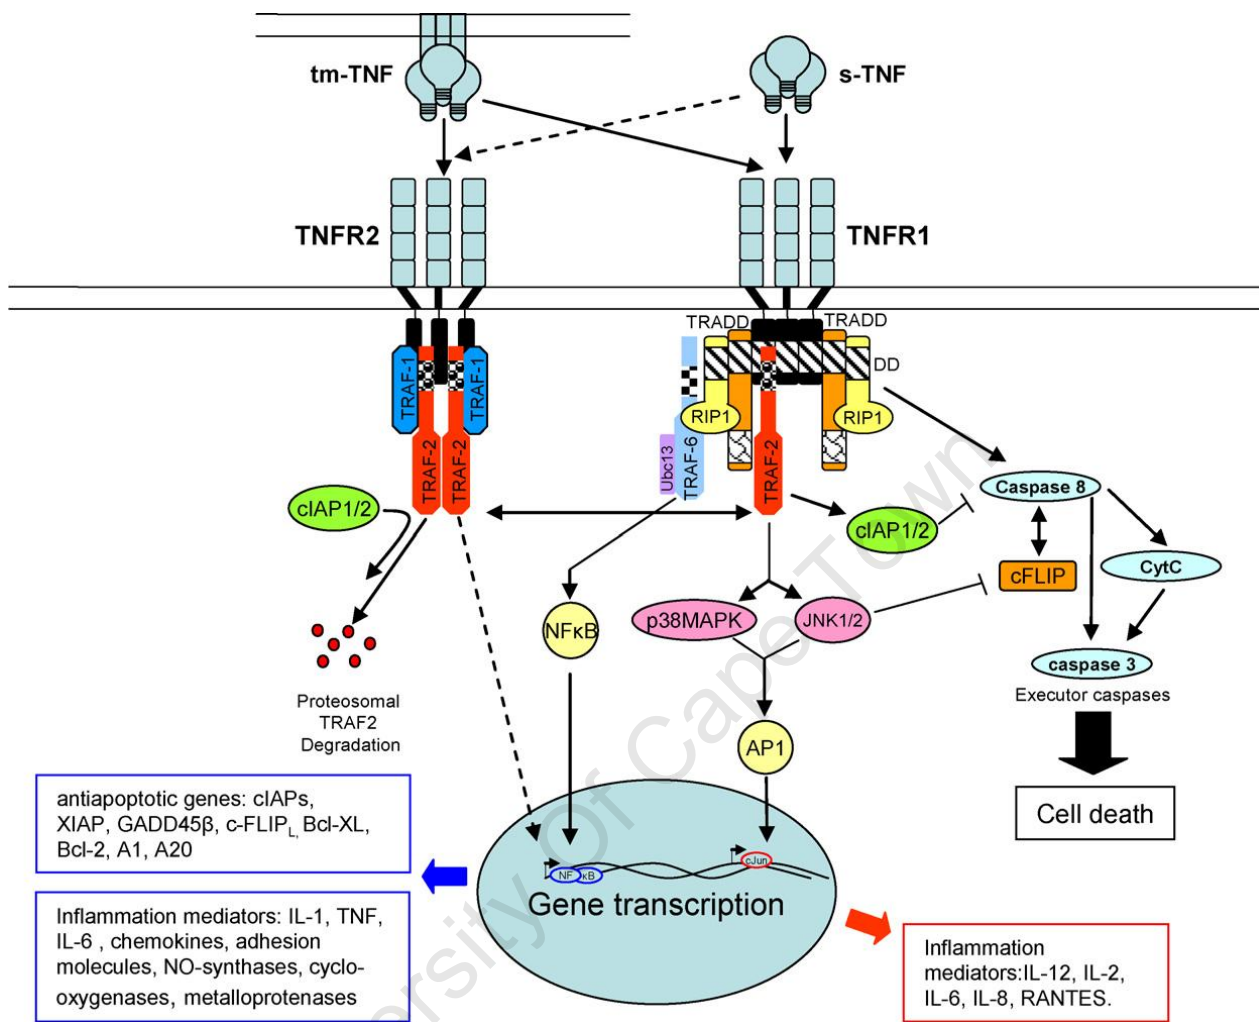 tm-TNF
s-TNF
TNFR2
TNFR1
TRADD
TRADD
DD
TRAF-1
TRAF-1
RIP1
RIP1
TRAF-2
TRAF-2
Ubc13
TRAF-6
TRAF-2
cIAP1/2
cIAP1/2
Caspase 8
cFLIP
CytC
NFκB
p38MAPK
JNK1/2
caspase 3
Executor caspases
Proteosomal
TRAF2
Degradation
AP1
Cell death
antiapoptotic genes: cIAPs,
XIAP, GADD45β, c-FLIPL, Bcl-XL,
Bcl-2, A1, A20
NF κB
cJun
Gene transcription
Inflammation mediators: IL-1, TNF,
IL-6 , chemokines, adhesion
molecules, NO-synthases, cyclo-
oxygenases, metalloprotenases
Inflammation
mediators:IL-12, IL-2,
IL-6, IL-8, RANTES.
ersity Of Cape Town